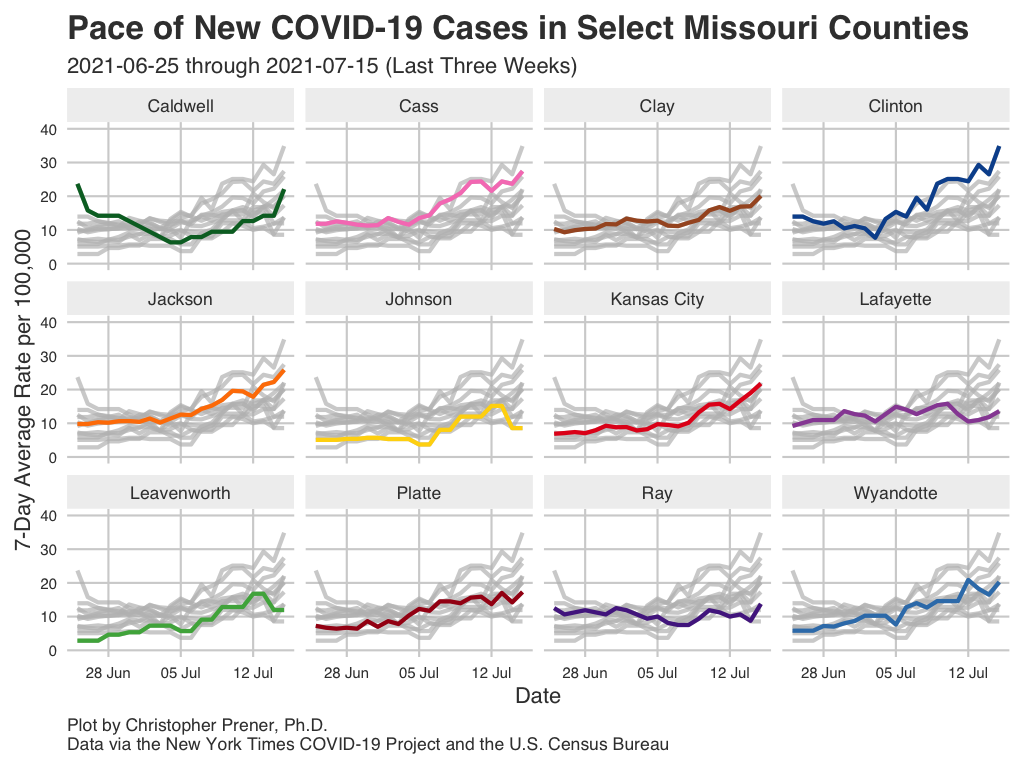 Pace of New COVID-19 Cases in Select Missouri Counties
2021-06-25 through 2021-07-15 (Last Three Weeks)
Caldwell Cass Clay Clinton
40
30
20
10
0
Jackson Johnson Kansas City Lafayette
40
30
20
10
0
Leavenworth Platte Ray Wyandotte
40
30
20
10
0
7-Day Average Rate per 100,000
28 Jun 05 Jul 12 Jul 28 Jun 05 Jul 12 Jul 28 Jun 05 Jul 12 Jul 28 Jun 05 Jul 12 Jul
Date
Plot by Christopher Prener, Ph.D.
Data via the New York Times COVID-19 Project and the U.S. Census Bureau